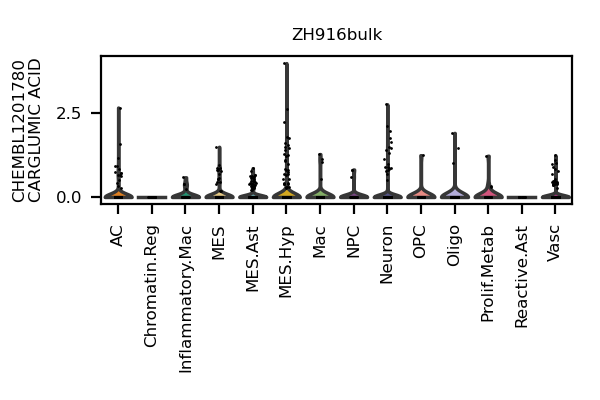 ZH916bulk
CHEMBL1201780
CARGLUMIC ACID
2.5
0.0
AC
Chromatin.Reg
Inflammatory.Mac
MES
MES.Ast
MES.Hyp
Mac
NPC
Neuron
OPC
Oligo
Prolif.Metab
Reactive.Ast
Vasc